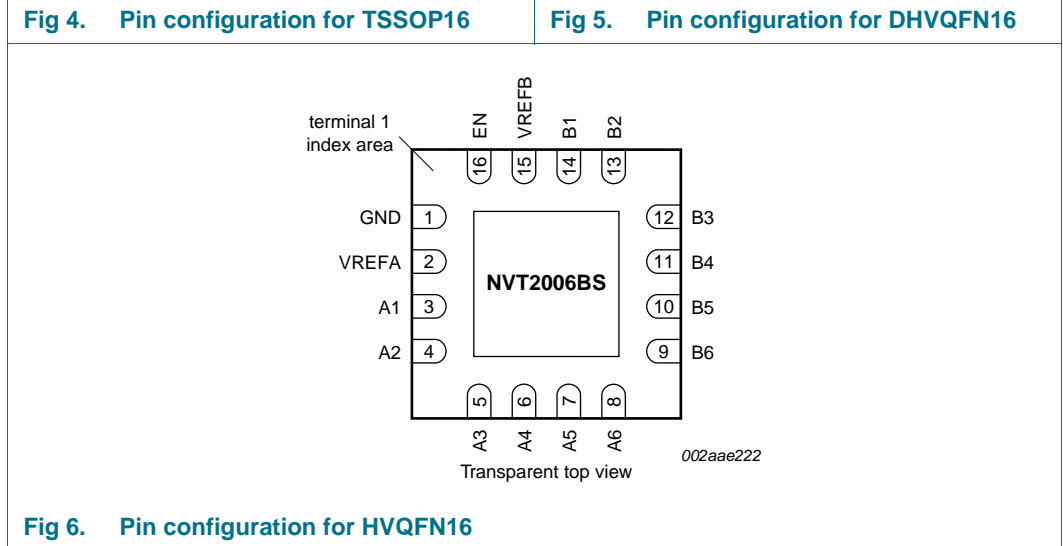 Fig 4. Pin configuration for TSSOP16
Fig 5. Pin configuration for DHVQFN16
terminal 1
index area
EN
VREFB
B1
B2
16
15
14
13
GND 1
12 B3
VREFA 2
11 B4
NVT2006BS
A1 3
10 B5
A2 4
9 B6
5
6
7
8
A3
A4
A5
A6
002aae222
Transparent top view
Fig 6. Pin configuration for HVQFN16